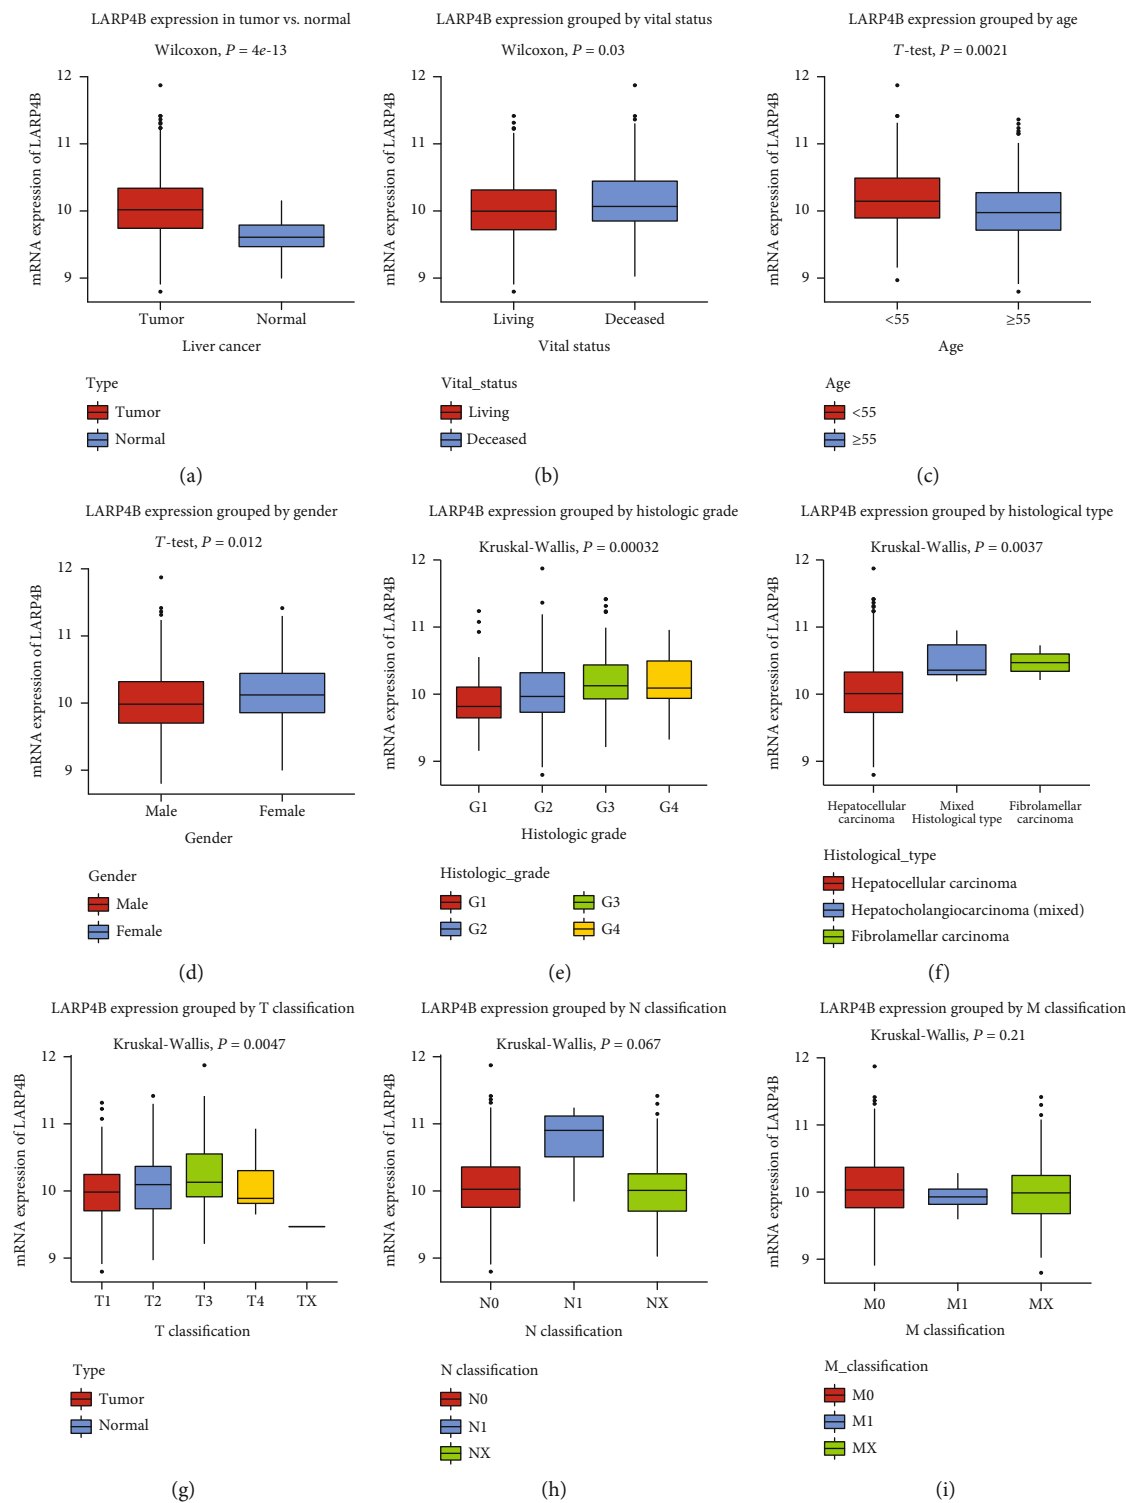 LARP4B expression in tumor vs. normal
Wilcoxon, P = 4e-13
mRNA expression of LARP4B
12
11
10
9
Tumor Normal
Liver cancer
Type
Tumor
Normal
(a)
LARP4B expression grouped by vital status
Wilcoxon, P = 0.03
mRNA expression of LARP4B
12
11
10
9
Living Deceased
Vital status
Vital_status
Living
Deceased
(b)
LARP4B expression grouped by age
T-test, P = 0.0021
mRNA expression of LARP4B
12
11
10
9
<55 ≥55
Age
Age
<55
≥55
(c)
LARP4B expression grouped by gender
T-test, P = 0.012
mRNA expression of LARP4B
12
11
10
9
Male Female
Gender
Gender
Male
Female
(d)
LARP4B expression grouped by histologic grade
Kruskal-Wallis, P = 0.00032
mRNA expression of LARP4B
12
11
10
9
G1 G2 G3 G4
Histologic grade
Histologic_grade
G1 G3
G2 G4
(e)
LARP4B expression grouped by histological type
Kruskal-Wallis, P = 0.0037
mRNA expression of LARP4B
12
11
10
9
Hepatocellular Mixed Fibrolamellar
carcinoma Histological type carcinoma
Histological_type
Hepatocellular carcinoma
Hepatocholangiocarcinoma (mixed)
Fibrolamellar carcinoma
(f)
LARP4B expression grouped by T classification
Kruskal-Wallis, P = 0.0047
mRNA expression of LARP4B
12
11
10
9
T1 T2 T3 T4 TX
T classification
Type
Tumor
Normal
(g)
LARP4B expression grouped by N classification
Kruskal-Wallis, P = 0.067
mRNA expression of LARP4B
12
11
10
9
N0 N1 NX
N classification
N classification
N0
N1
NX
(h)
LARP4B expression grouped by M classification
Kruskal-Wallis, P = 0.21
mRNA expression of LARP4B
12
11
10
9
M0 M1 MX
M classification
M_classification
M0
M1
MX
(i)